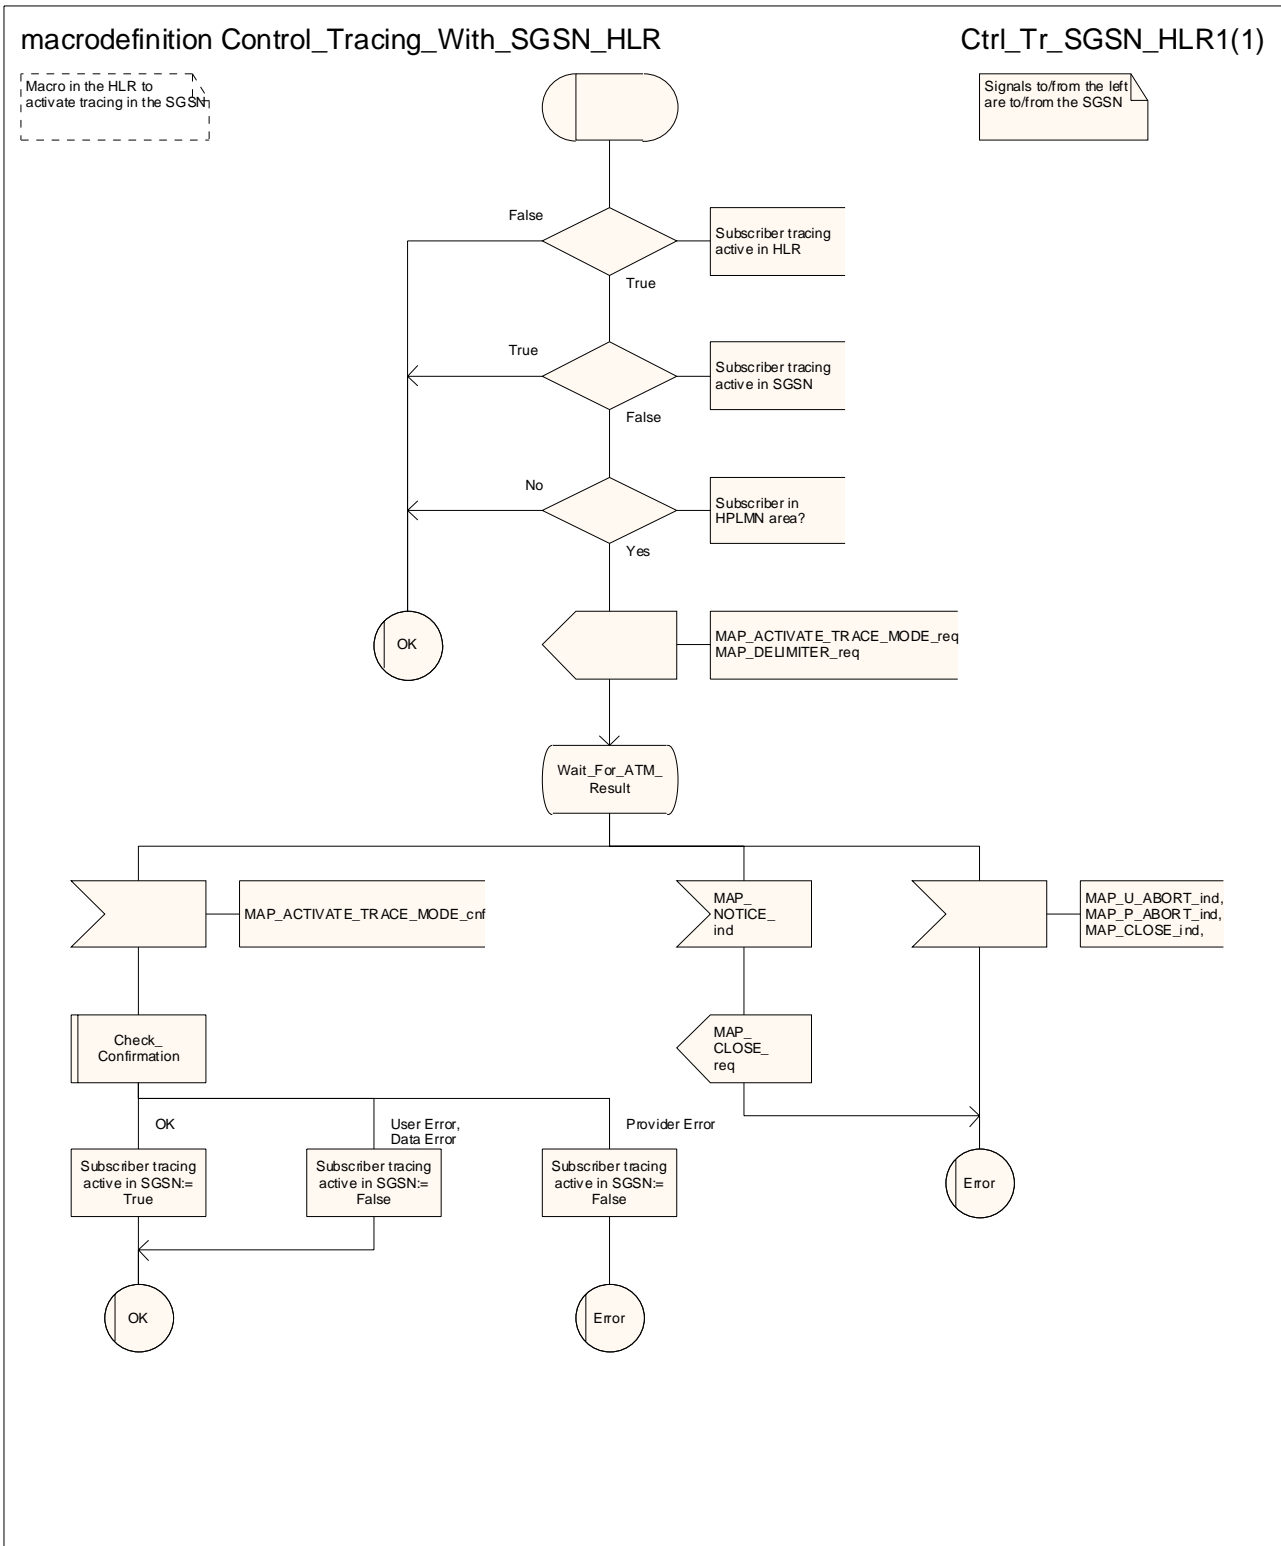 macrodefinition Control_Tracing_With_SGSN_HLR
Ctrl_Tr_SGSN_HLR1(1)
Macro in the HLR to
activate tracing in the SGSN
Signals to/from the left
are to/from the SGSN
False
Subscriber tracing
active in HLR
True
True
Subscriber tracing
active in SGSN
False
No
Subscriber in
HPLMN area?
Yes
OK
MAP_ACTIVATE_TRACE_MODE_req
MAP_DELIMITER_req
Wait_For_ATM_
Result
MAP_ACTIVATE_TRACE_MODE_cnf
MAP_
NOTICE_
ind
MAP_U_ABORT_ind,
MAP_P_ABORT_ind,
MAP_CLOSE_ind,
Check_
Confirmation
MAP_
CLOSE_
req
OK
User Error,
Data Error
Provider Error
Subscriber tracing
active in SGSN:=
True
Subscriber tracing
active in SGSN:=
False
Subscriber tracing
active in SGSN:=
False
Error
OK
Error